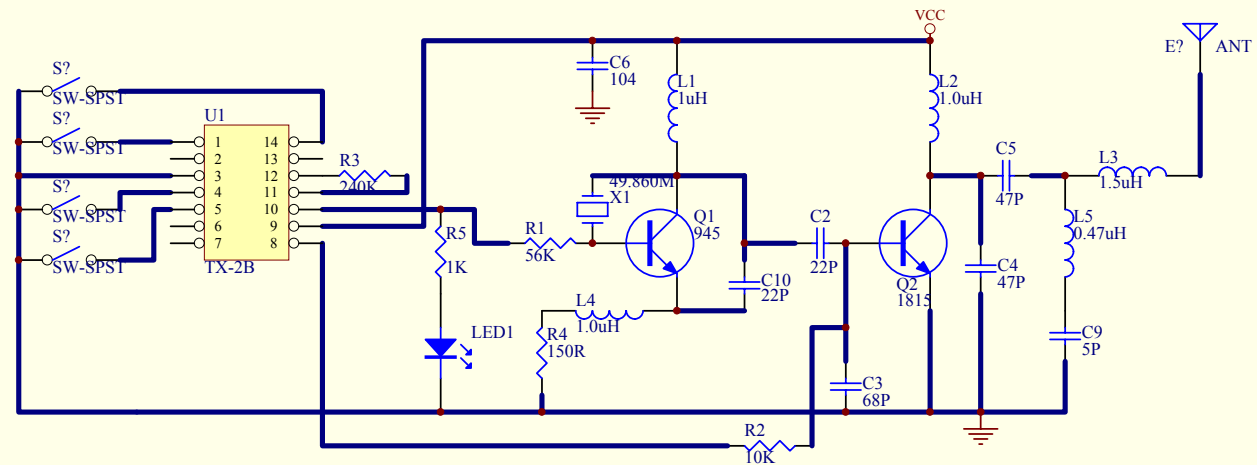 VCC
E? ANT
S?
SW-SPST
S?
SW-SPST
S?
SW-SPST
S?
SW-SPST
U1
1 14
2 13
3 12
4 11
5 10
6 9
7 8
TX-2B
R3
240K
C6
104
L1
1uH
L2
1.0uH
49.860M
X1
Q1
945
R1
56K
R5
1K
LED1
L4
1.0uH
R4
150R
C10
22P
C2
22P
Q2
1815
C3
68P
R2
10K
C4
47P
C5
47P
L3
1.5uH
L5
0.47uH
C9
5P